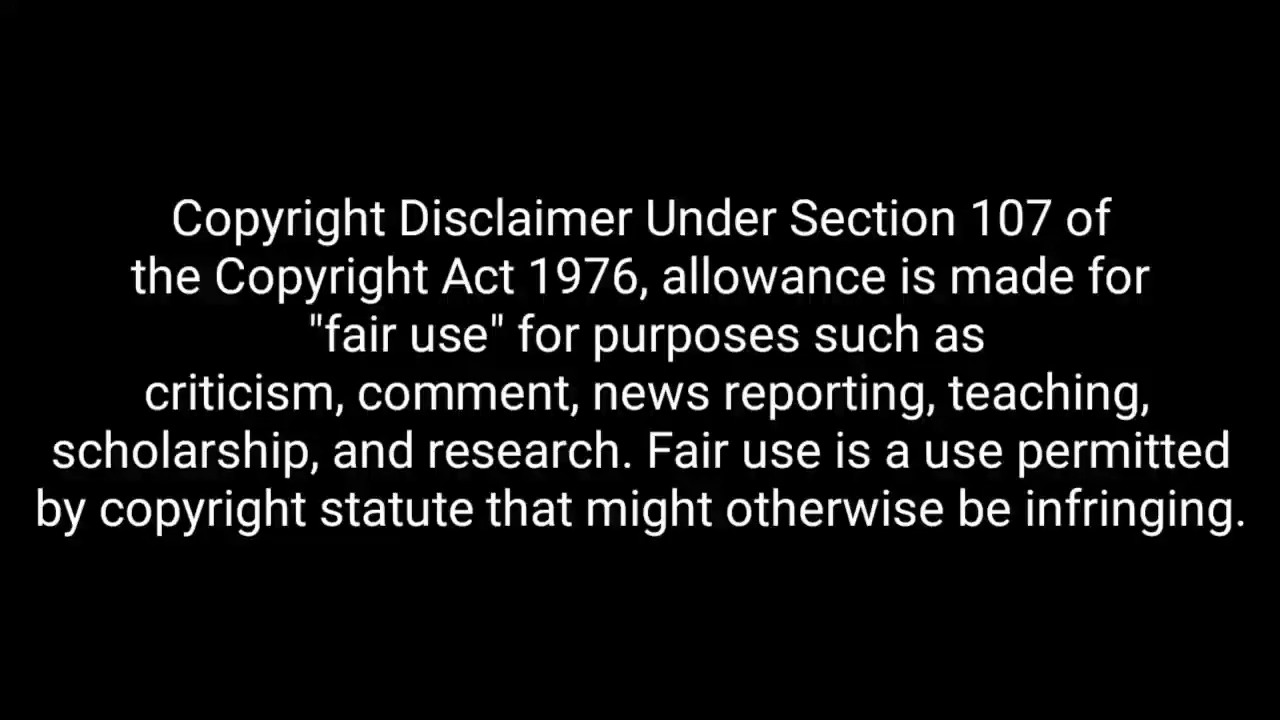 Copyright Disclaimer Under Section 107 of
the Copyright Act 1976, allowance is made for
"fair use" for purposes such as
criticism, comment, news reporting, teaching,
scholarship, and research. Fair use is a use permitted
by copyright statute that might otherwise be infringing.